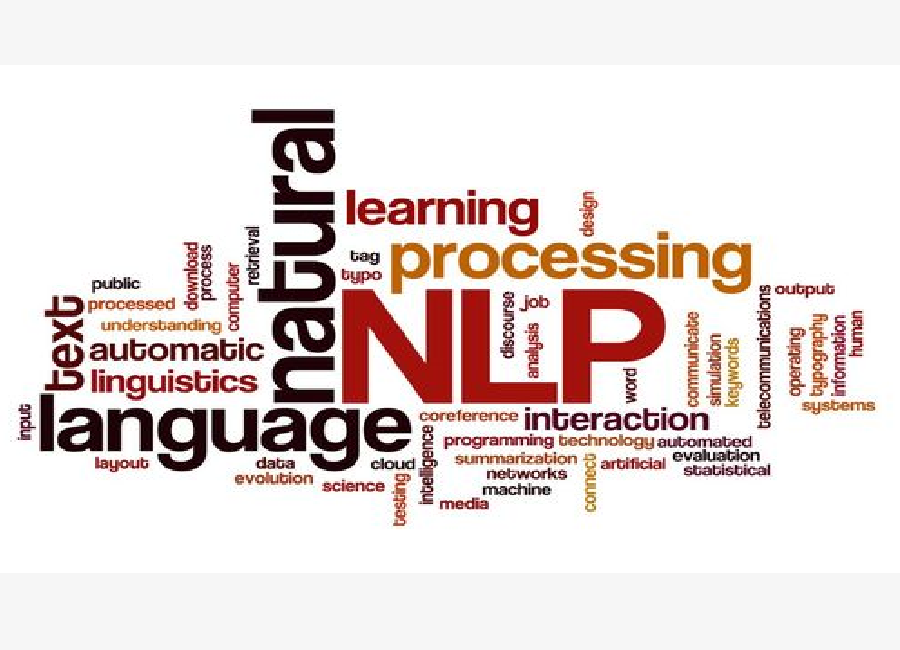 natural
learning
design
processing
tag
typo
retrieval
download
process
computer
public
processed
understanding
text
automatic
linguistics
NLP
discourse
job
analysis
word
communicate
simulation
keywords
telecommunications
output
operating
typography
information
human
systems
input
language
coreference
interaction
layout
data
evolution
cloud
science
testing
intelligence
programming
technology
automated
summarization
evaluation
networks
connect
artificial
statistical
machine
media